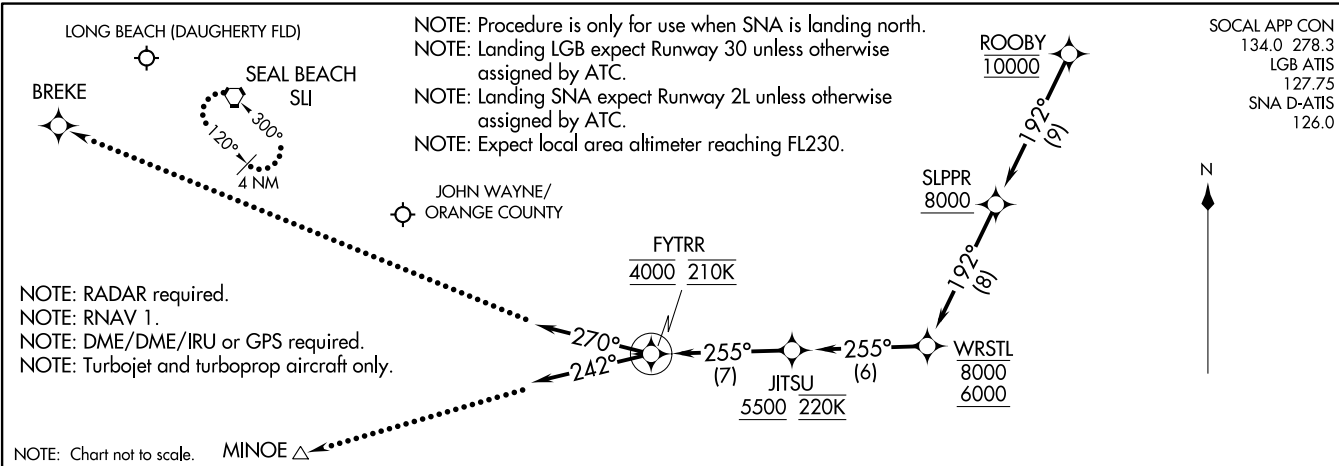 LONG BEACH (DAUGHERTY FLD)
BREKE
SEAL BEACH
SLI
300°
120°
4 NM
NOTE: Procedure is only for use when SNA is landing north.
NOTE: Landing LGB expect Runway 30 unless otherwise
assigned by ATC.
NOTE: Landing SNA expect Runway 2L unless otherwise
assigned by ATC.
NOTE: Expect local area altimeter reaching FL230.
ROOBY
10000
SOCAL APP CON
134.0 278.3
LGB ATIS
127.75
SNA D-ATIS
126.0
192°
(9)
SLPPR
8000
N
JOHN WAYNE/
ORANGE COUNTY
192°
(8)
FYTRR
4000 210K
NOTE: RADAR required.
NOTE: RNAV 1.
NOTE: DME/DME/IRU or GPS required.
NOTE: Turbojet and turboprop aircraft only.
270°
242°
255°
(7)
JITSU
5500 220K
255°
(6)
WRSTL
8000
6000
NOTE: Chart not to scale.
MINOE